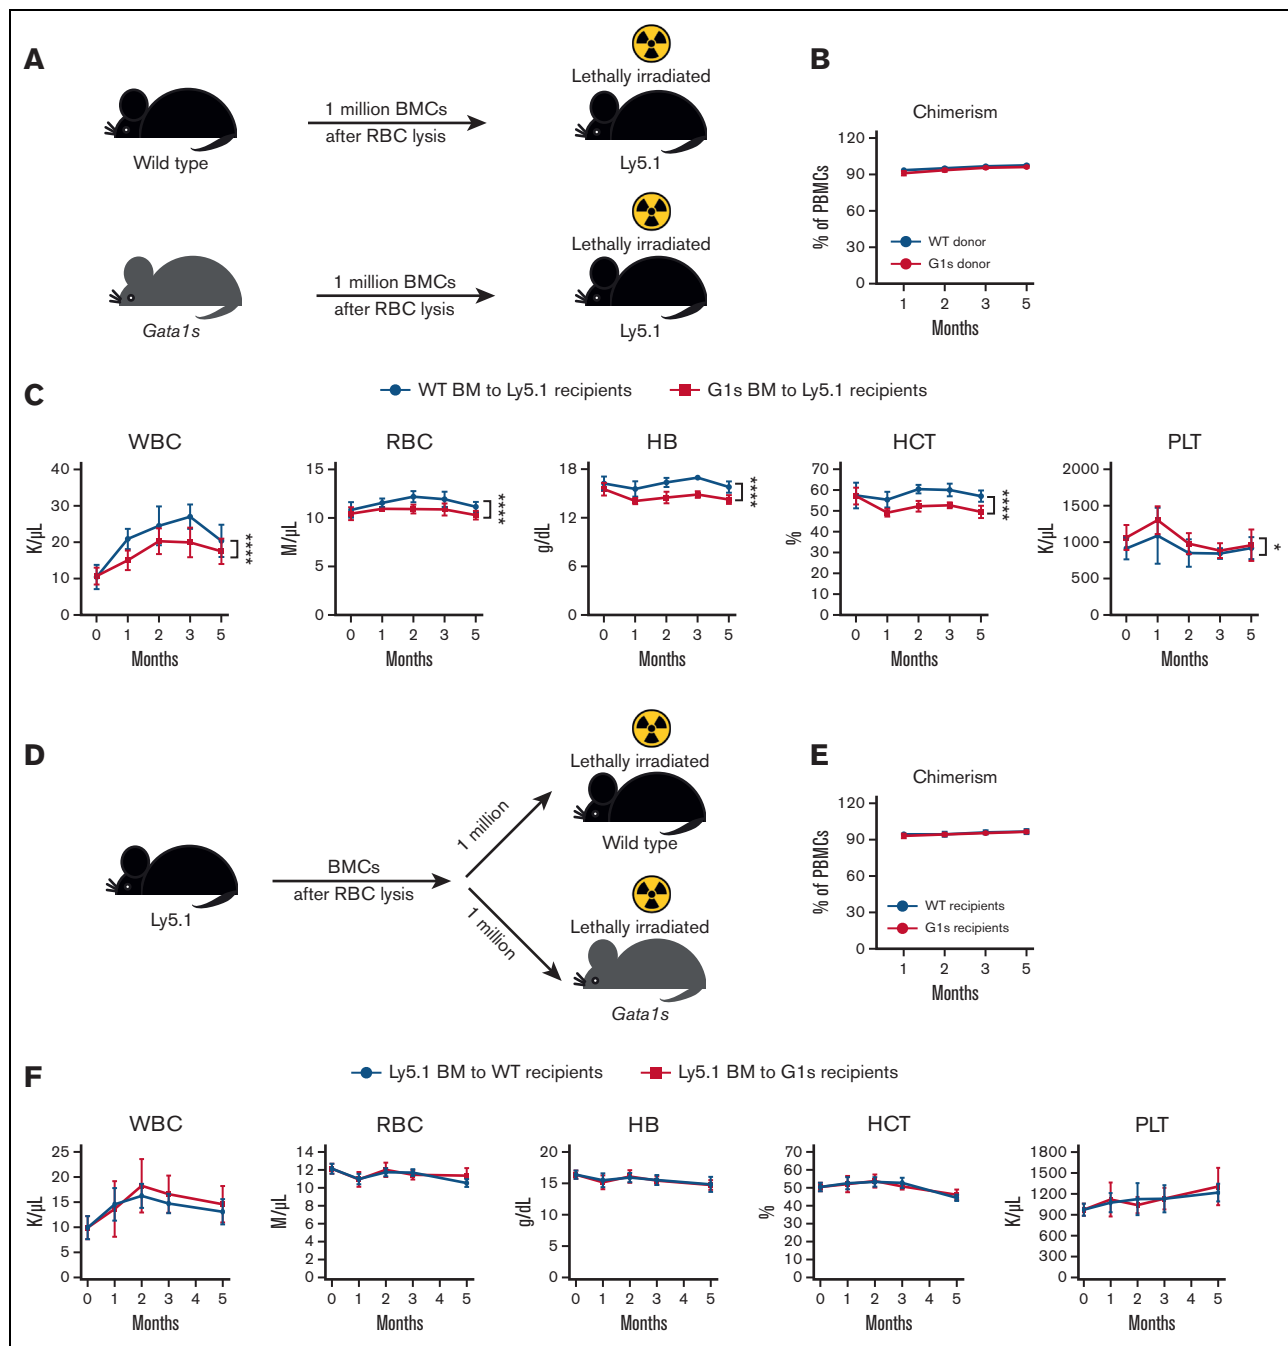 A
Wild type
1 million BMCs
after RBC lysis
Lethally irradiated
Ly5.1
Gata1s
1 million BMCs
after RBC lysis
Lethally irradiated
Ly5.1
B
Chimerism
% of PBMCs
120
90
60
30
0
WT donor
G1s donor
1 2 3 5
Months
C
WT BM to Ly5.1 recipients
G1s BM to Ly5.1 recipients
WBC
K/µL
40
30
20
10
0
****
0 1 2 3 5
Months
RBC
M/µL
15
10
5
0
****
0 1 2 3 5
Months
HB
g/dL
18
12
6
0
****
0 1 2 3 5
Months
HCT
%
70
60
50
40
30
20
10
0
****
0 1 2 3 5
Months
PLT
K/µL
2000
1500
1000
500
0
*
0 1 2 3 5
Months
D
Ly5.1
BMCs
after RBC lysis
1 million
1 million
Lethally irradiated
Wild type
Lethally irradiated
Gata1s
E
Chimerism
% of PBMCs
120
90
60
30
0
WT recipients
G1s recipients
1 2 3 5
Months
F
Ly5.1 BM to WT recipients
Ly5.1 BM to G1s recipients
WBC
K/µL
25
20
15
10
5
0
0 1 2 3 4 5
Months
RBC
M/µL
14
12
10
8
6
4
2
0
0 1 2 3 4 5
Months
HB
g/dL
20
15
10
5
0
0 1 2 3 4 5
Months
HCT
%
70
60
50
40
30
20
10
0
0 1 2 3 4 5
Months
PLT
K/µL
1800
1500
1200
900
600
300
0
0 1 2 3 4 5
Months